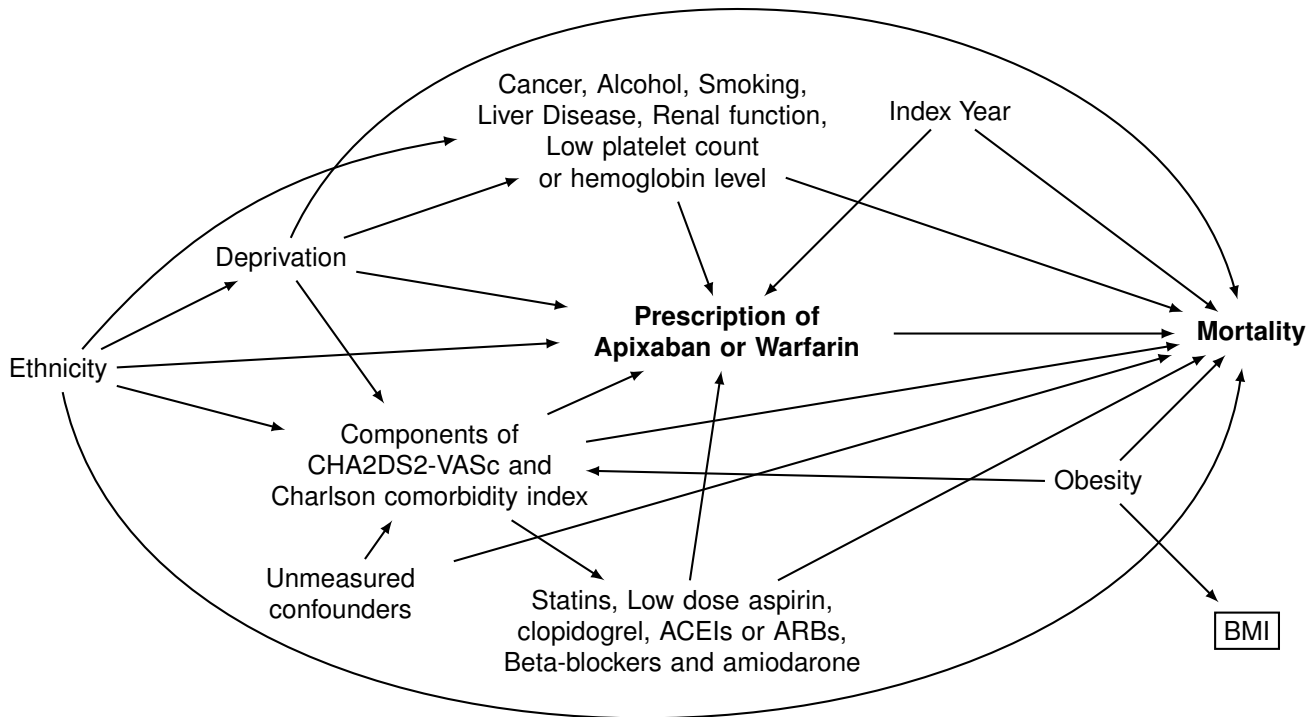 Cancer, Alcohol, Smoking,
Liver Disease, Renal function,
Low platelet count
or hemoglobin level
Index Year
Deprivation
Prescription of
Apixaban or Warfarin
Mortality
Ethnicity
Components of
CHA2DS2-VASc and
Charlson comorbidity index
Obesity
Unmeasured
confounders
Statins, Low dose aspirin,
clopidogrel, ACEIs or ARBs,
Beta-blockers and amiodarone
BMI